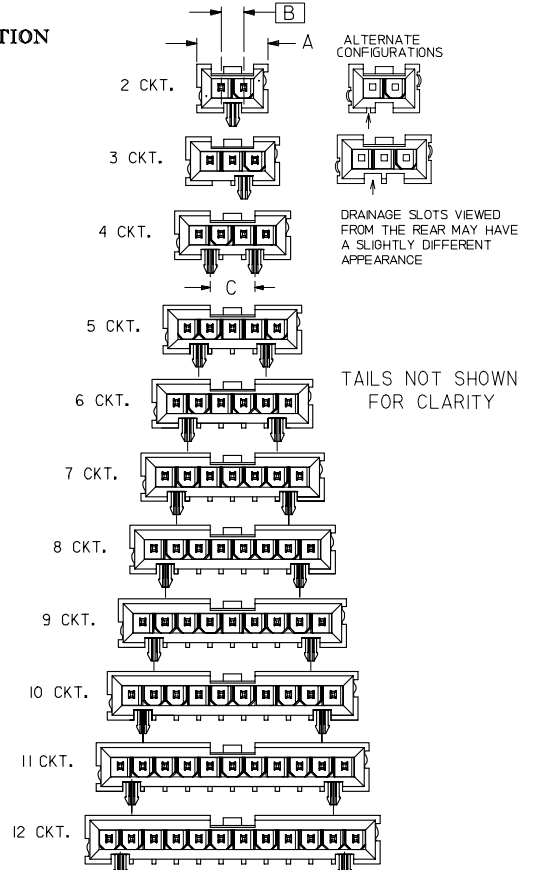 TION
B
A
ALTERNATE
CONFIGURATIONS
2 CKT.
3 CKT.
4 CKT.
DRAINAGE SLOTS VIEWED
FROM THE REAR MAY HAVE
A SLIGHTLY DIFFERENT
APPEARANCE
C
5 CKT.
TAILS NOT SHOWN
FOR CLARITY
6 CKT.
7 CKT.
8 CKT.
9 CKT.
10 CKT.
11 CKT.
12 CKT.